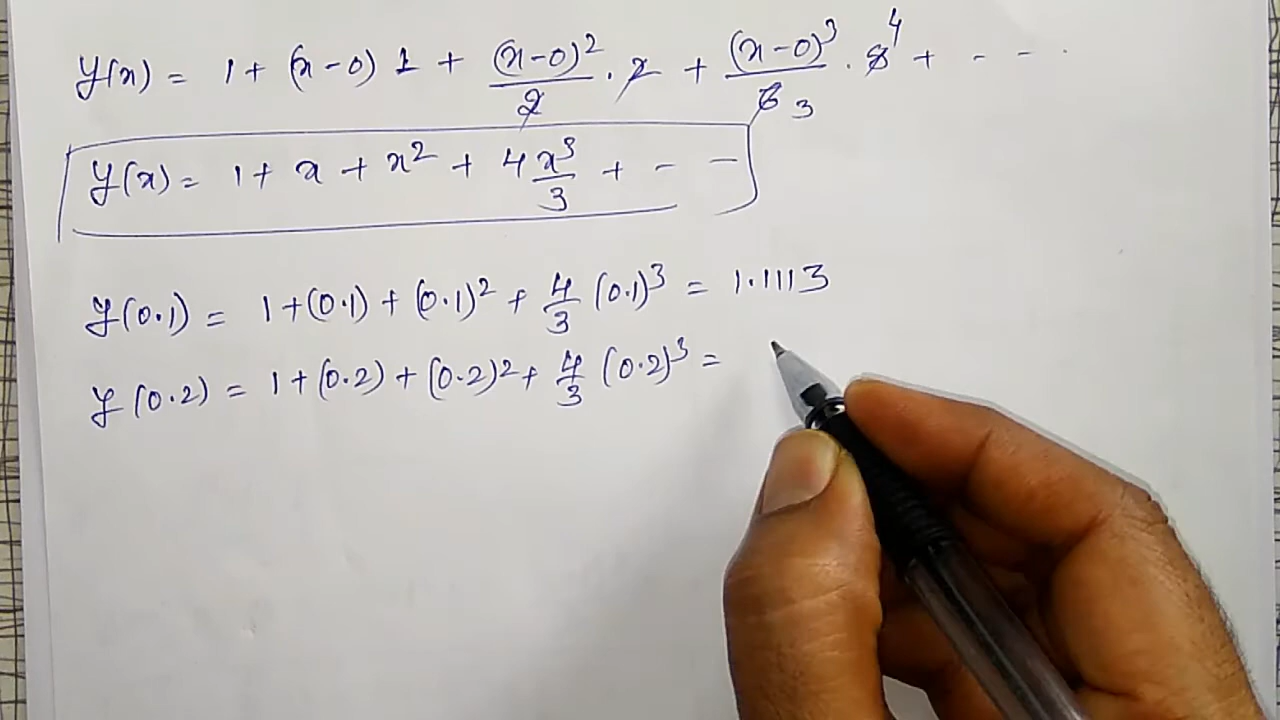 y(x) = 1 + (x-0) 1 + (x-0)²/2 . 2 + (x-0)³/6 3 . 8 4 + - - .
y(x) = 1 + x + x² + 4 x³/3 + - -
y(0.1) = 1+(0.1) + (0.1)² + 4/3 (0.1)³ = 1.1113
y(0.2) = 1+(0.2) + (0.2)² + 4/3 (0.2)³ =